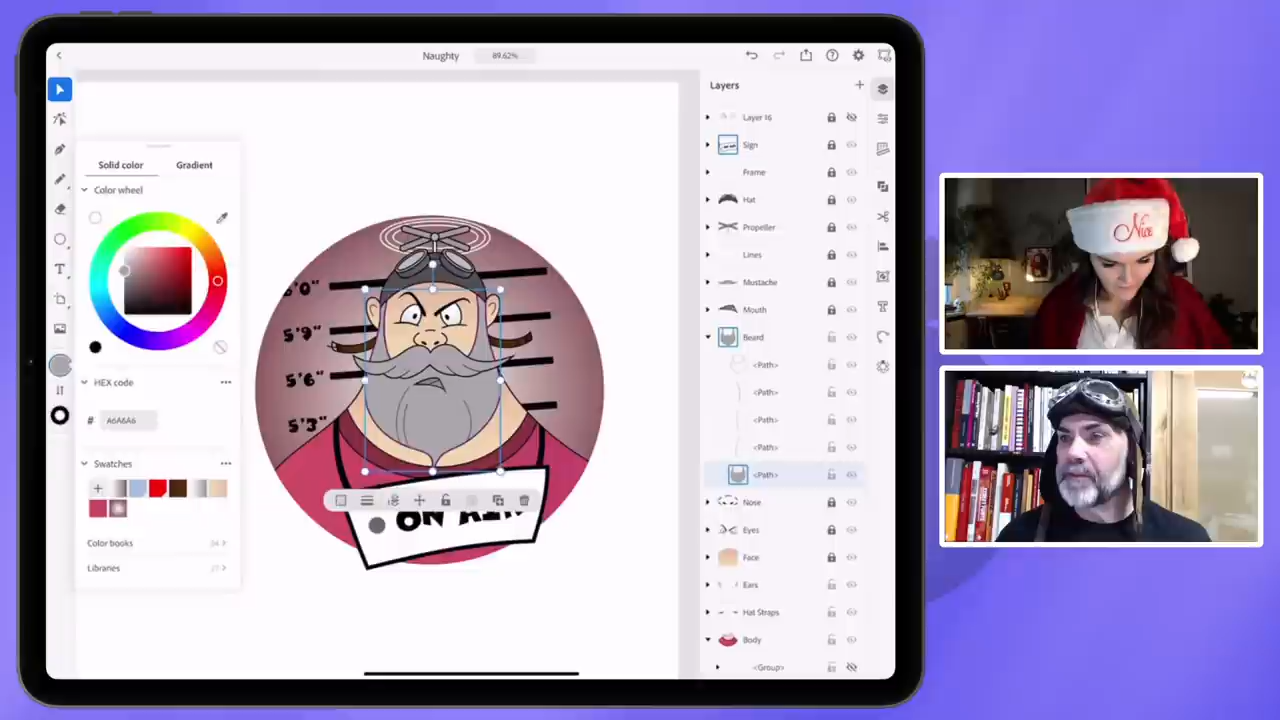 Naughty
89.62%
Layers
Solid color
Gradient
Color wheel
HEX code
#
A6A6A6
Swatches
Color books
Libraries
6'0"
5'9"
5'6"
5'3"
ON AIR
Layer 16
Sign
Frame
Hat
Propeller
Lines
Mustache
Mouth
Beard
<Path>
<Path>
<Path>
<Path>
<Path>
Nose
Eyes
Face
Ears
Hat Straps
Body
<Group>
Nice